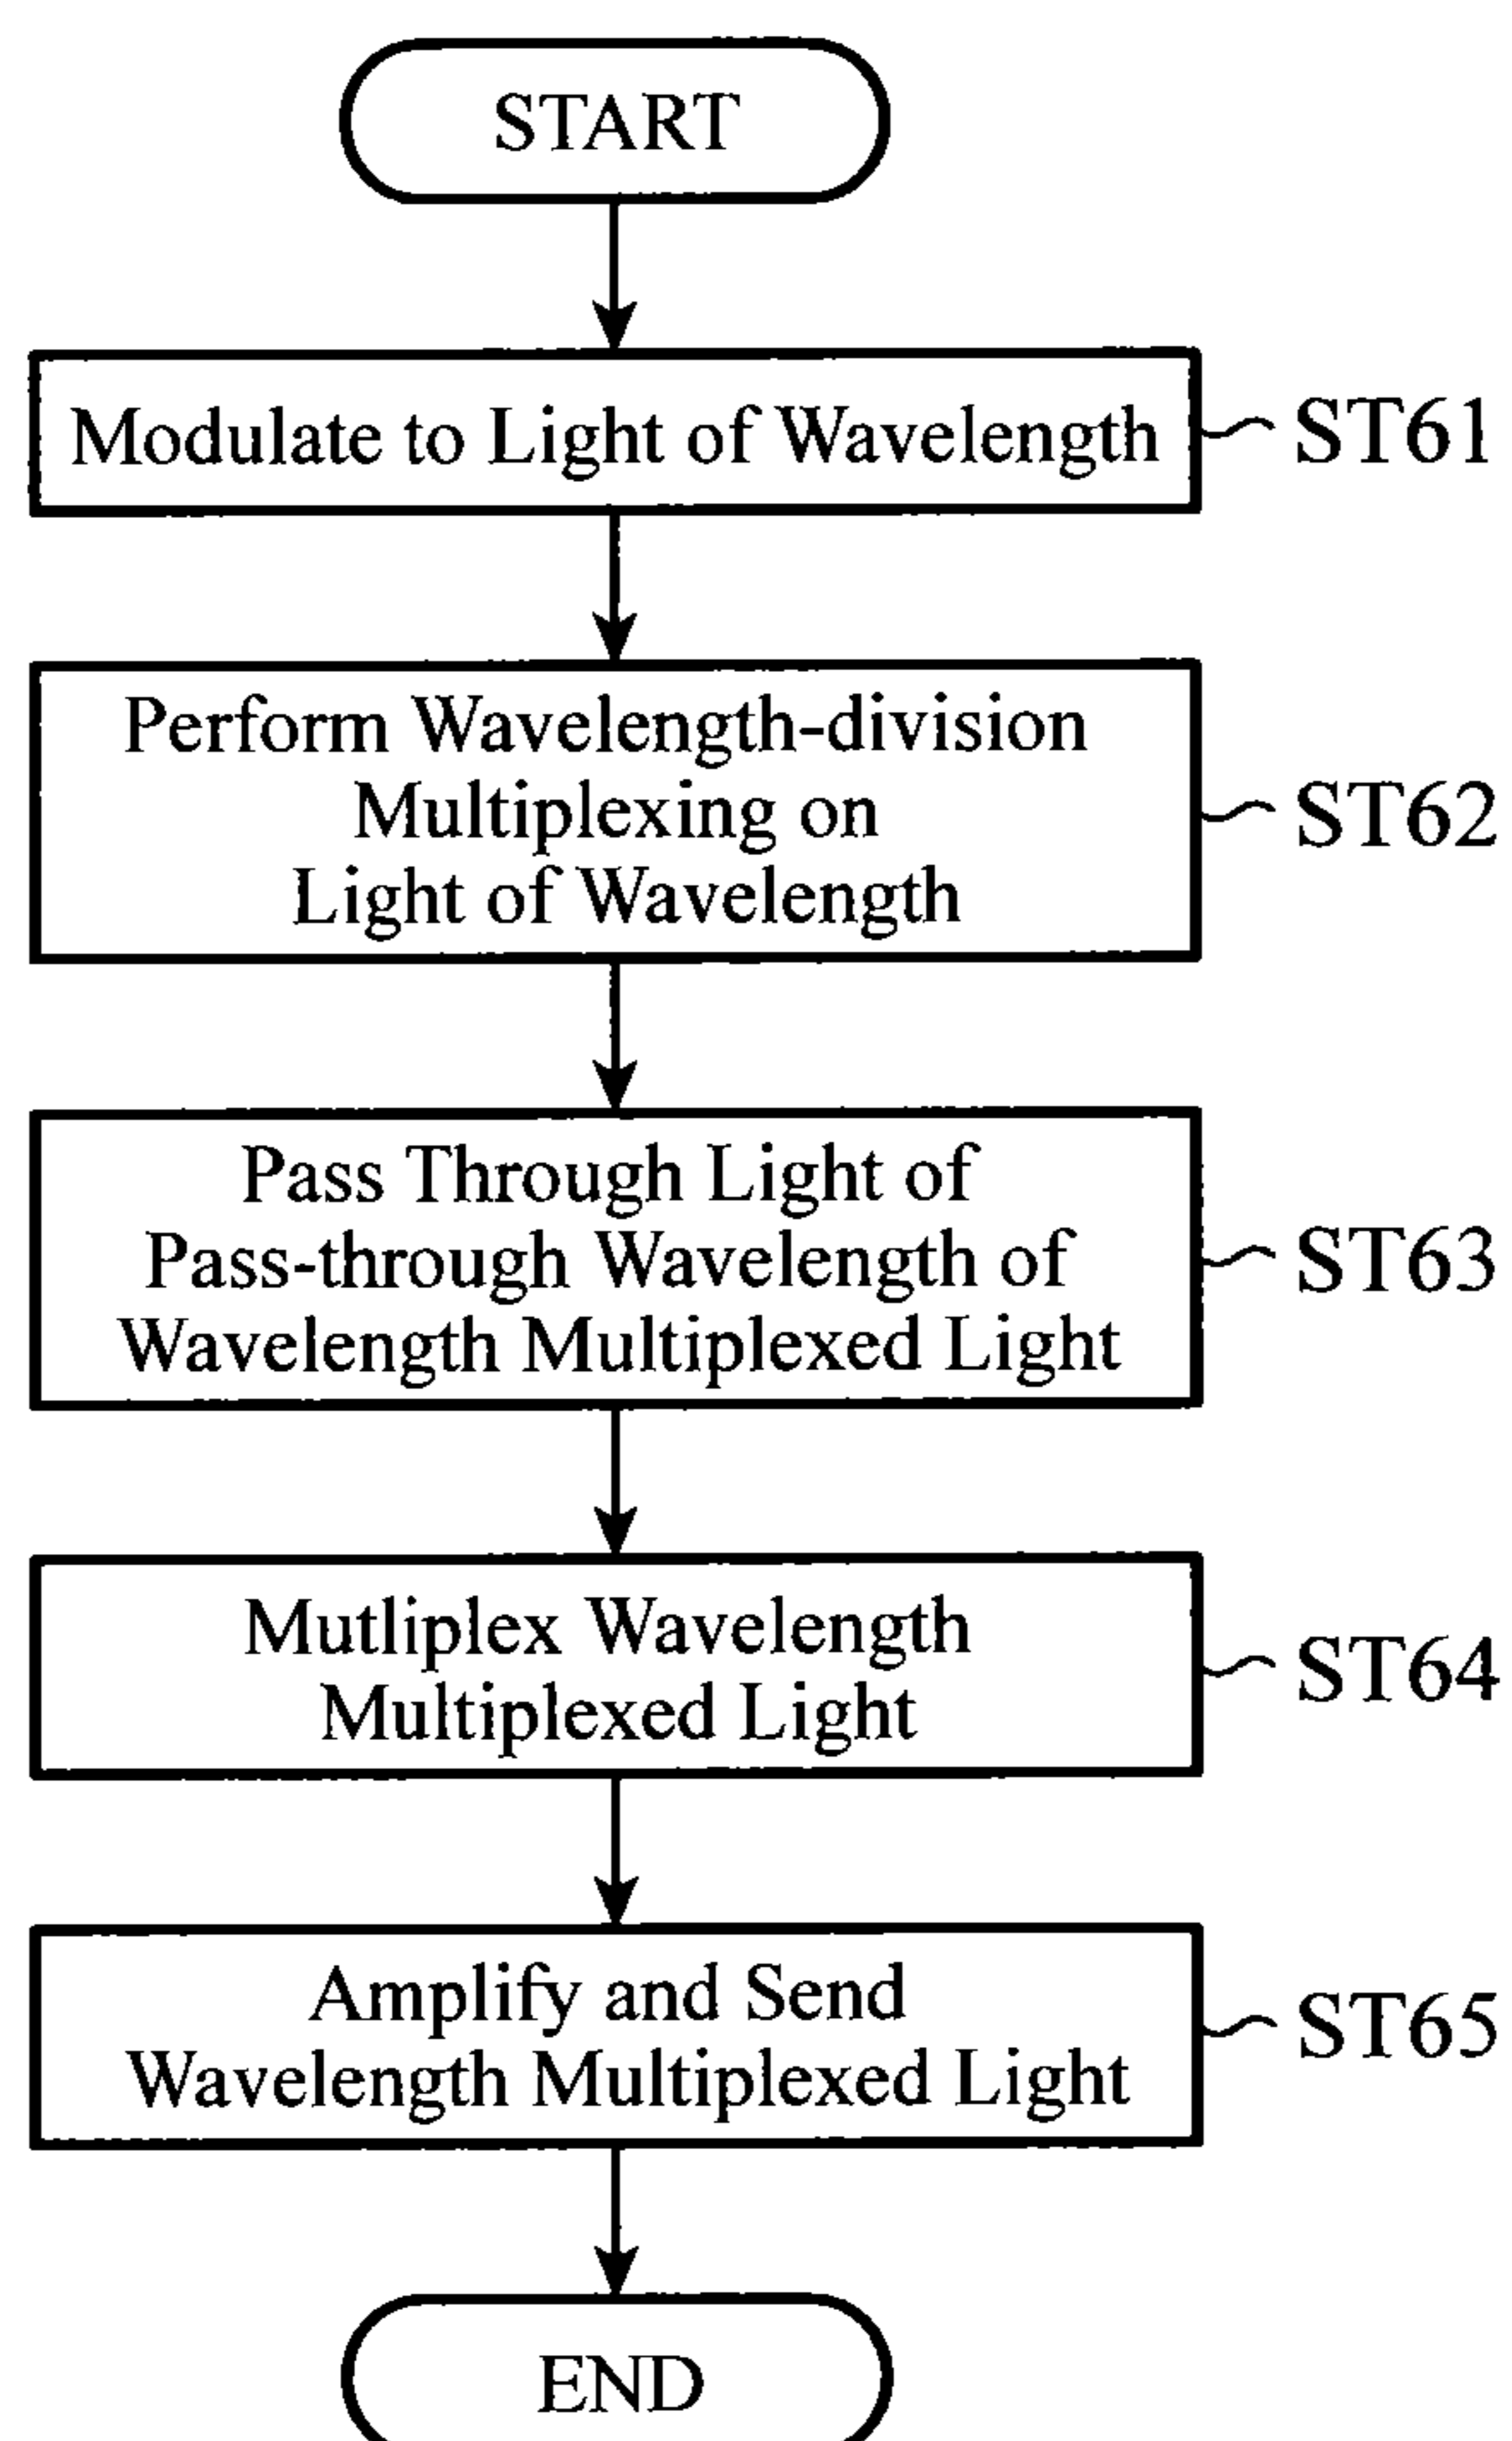 START
Modulate to Light of Wavelength
ST61
Perform Wavelength-division
Multiplexing on
Light of Wavelength
ST62
Pass Through Light of
Pass-through Wavelength of
Wavelength Multiplexed Light
ST63
Mutliplex Wavelength
Multiplexed Light
ST64
Amplify and Send
Wavelength Multiplexed Light
ST65
END